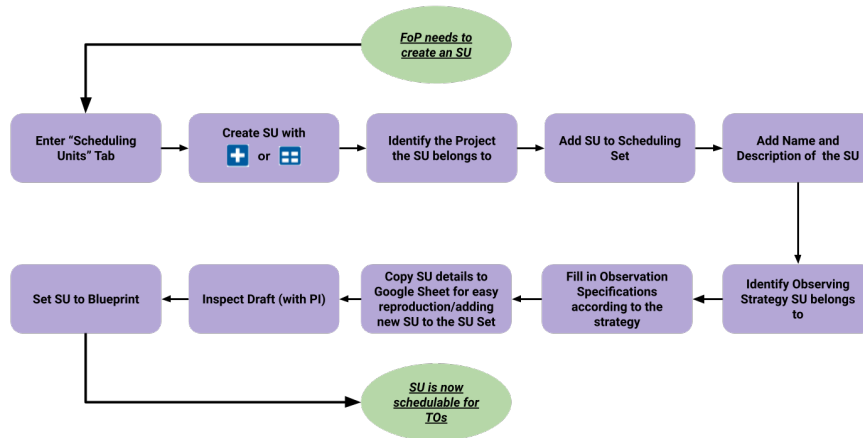 FoP needs to
create an SU
Enter “Scheduling
Units” Tab
Create SU with
or
Identify the Project
the SU belongs to
Add SU to Scheduling
Set
Add Name and
Description of the SU
Identify Observing
Strategy SU belongs
to
Fill in Observation
Specifications
according to the
strategy
Copy SU details to
Google Sheet for easy
reproduction/adding
new SU to the SU Set
Inspect Draft (with PI)
Set SU to Blueprint
SU is now
schedulable for
TOs